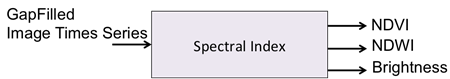 GapFilled
Image Times Series
Spectral Index
NDVI
NDWI
Brightness